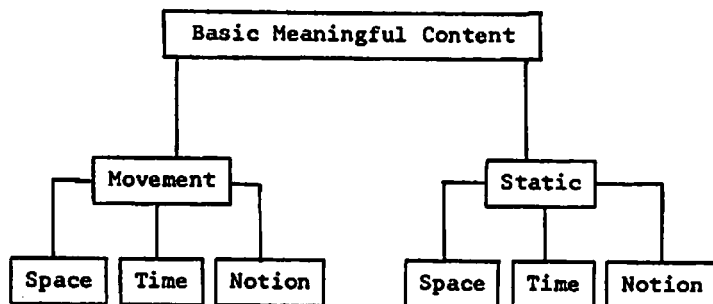 Basic Meaningful Content
Movement
Static
Space
Time
Notion
Space
Time
Notion